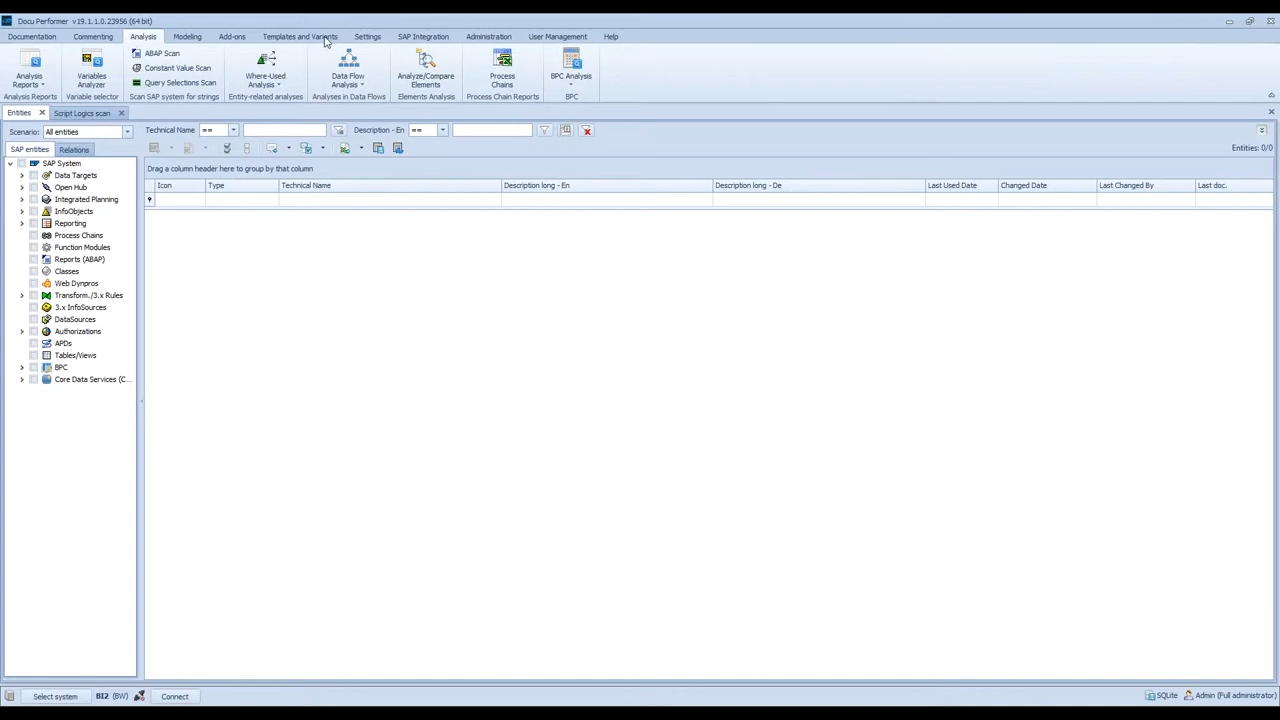 Docu Performer v19.1.1.0.23956 (64 bit)
Documentation Commenting Analysis Modeling Add-ons Templates and Variants Settings SAP Integration Administration User Management Help
ABAP Scan
Constant Value Scan
Query Selections Scan
Analysis Reports Variables Analyzer Where-Used Analysis Data Flow Analysis Analyze/Compare Elements Process Chains BPC Analysis
Analysis Reports Variable selector Scan SAP system for strings Entity-related analyses Analyses in Data Flows Elements Analysis Process Chain Reports BPC
Entities Script Logics scan
Scenario: All entities Technical Name == Description - En ==
SAP entities Relations Entities: 0/0
SAP System Drag a column header here to group by that column
Icon Type Technical Name Description long - En Description long - De Last Used Date Changed Date Last Changed By Last doc.
Data Targets
Open Hub
Integrated Planning
InfoObjects
Reporting
Process Chains
Function Modules
Reports (ABAP)
Classes
Web Dynpros
Transform./3.x Rules
3.x InfoSources
DataSources
Authorizations
APDs
Tables/Views
BPC
Core Data Services (C...
Select system BI2 (BW) Connect SQLite Admin (Full administrator)